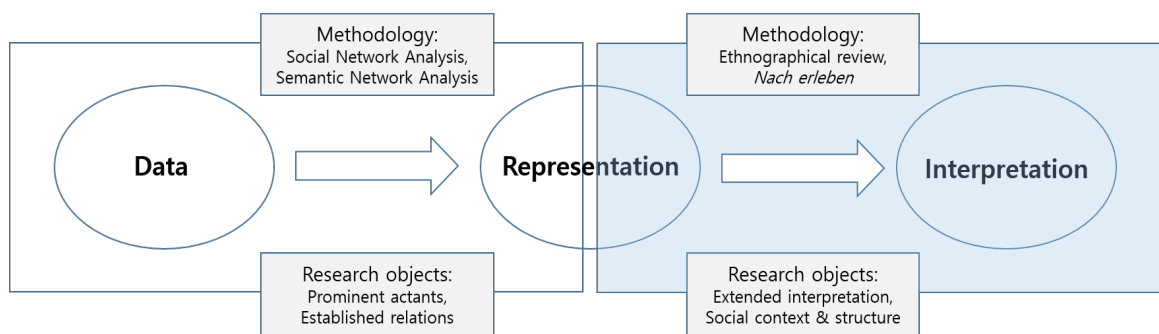 Methodology:
Social Network Analysis,
Semantic Network Analysis
Methodology:
Ethnographical review,
Nach erleben
Data
Representation
Interpretation
Research objects:
Prominent actants,
Established relations
Research objects:
Extended interpretation,
Social context & structure